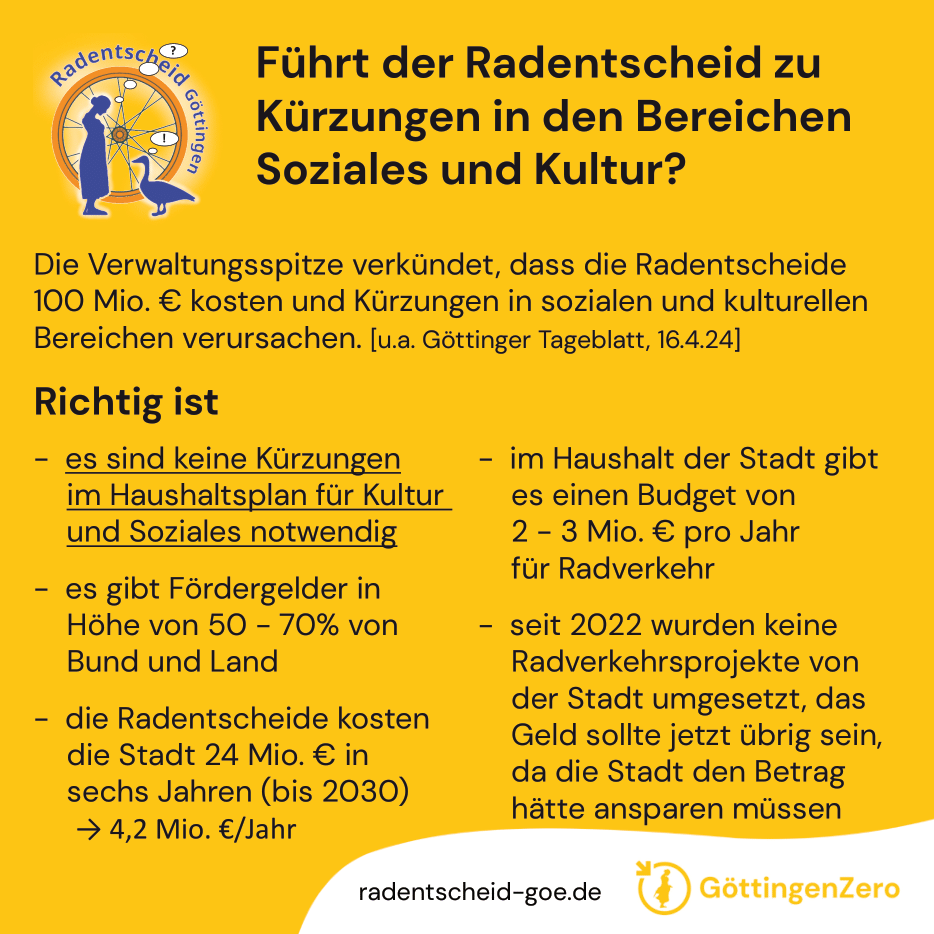 Radentscheid Göttingen
?
!
Führt der Radentscheid zu
Kürzungen in den Bereichen
Soziales und Kultur?
Die Verwaltungsspitze verkündet, dass die Radentscheide
100 Mio. € kosten und Kürzungen in sozialen und kulturellen
Bereichen verursachen. [u.a. Göttinger Tageblatt, 16.4.24]
Richtig ist
- es sind keine Kürzungen
im Haushaltsplan für Kultur
und Soziales notwendig
- es gibt Fördergelder in
Höhe von 50 - 70% von
Bund und Land
- die Radentscheide kosten
die Stadt 24 Mio. € in
sechs Jahren (bis 2030)
→ 4,2 Mio. €/Jahr
- im Haushalt der Stadt gibt
es einen Budget von
2 - 3 Mio. € pro Jahr
für Radverkehr
- seit 2022 wurden keine
Radverkehrsprojekte von
der Stadt umgesetzt, das
Geld sollte jetzt übrig sein,
da die Stadt den Betrag
hätte ansparen müssen
radentscheid-goe.de
GöttingenZero